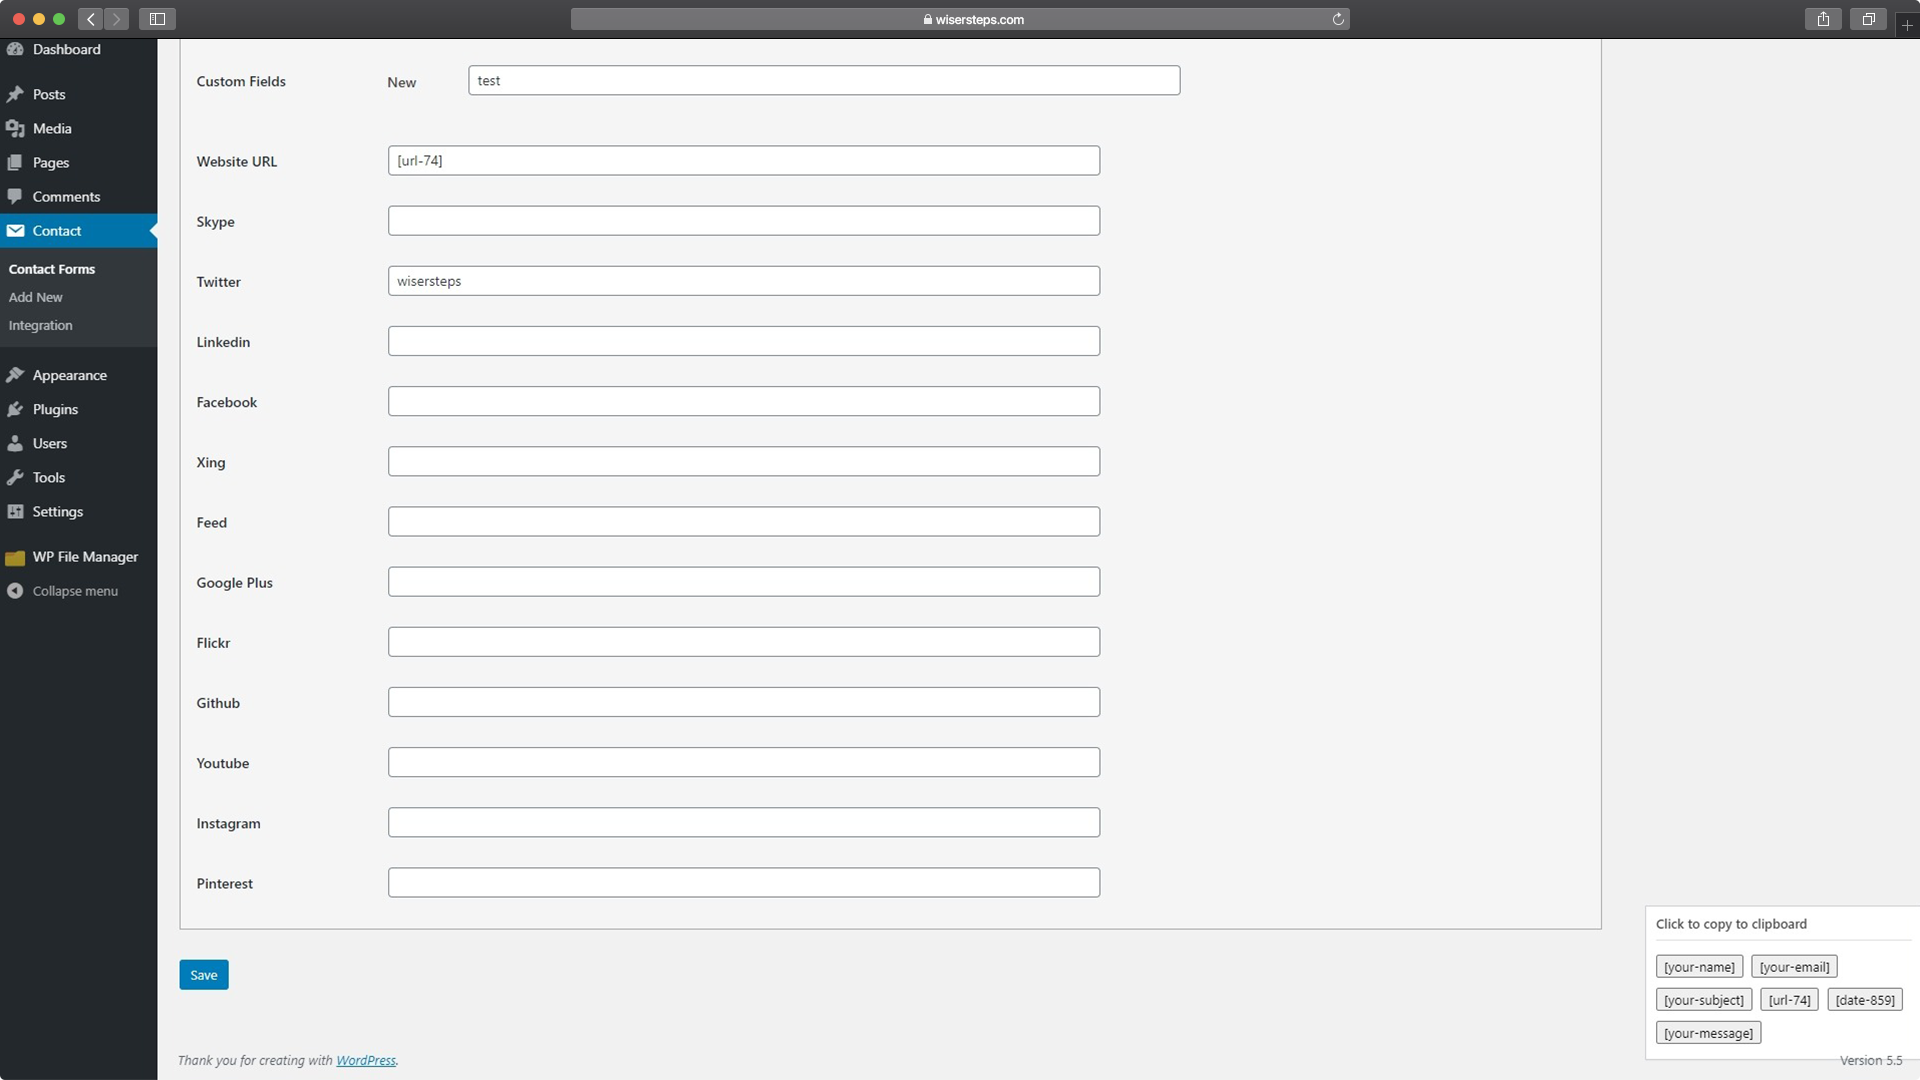 wisersteps.com
Dashboard
Posts
Media
Pages
Comments
Contact
Contact Forms
Add New
Integration
Appearance
Plugins
Users
Tools
Settings
WP File Manager
Collapse menu
Custom Fields New test
Website URL [url-74]
Skype
Twitter wisersteps
Linkedin
Facebook
Xing
Feed
Google Plus
Flickr
Github
Youtube
Instagram
Pinterest
Save
Click to copy to clipboard
[your-name] [your-email]
[your-subject] [url-74] [date-859]
[your-message]
Thank you for creating with WordPress.
Version 5.5